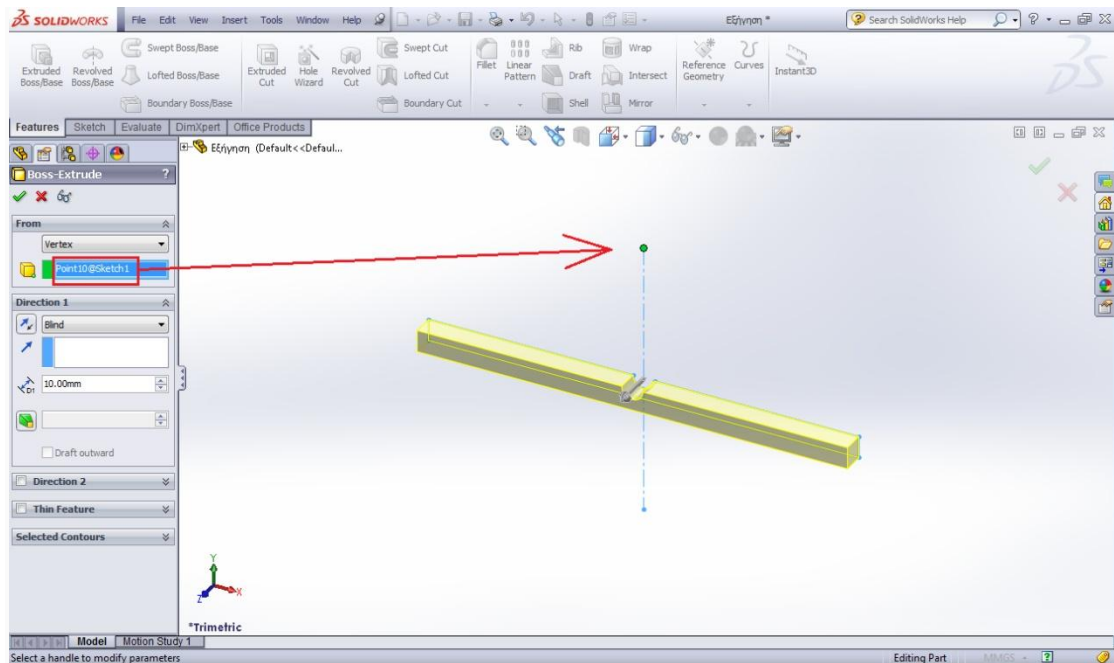 SOLIDWORKS File Edit View Insert Tools Window Help Εξήγηση * Search SolidWorks Help
Extruded Boss/Base
Revolved Boss/Base
Swept Boss/Base
Lofted Boss/Base
Boundary Boss/Base
Extruded Cut
Hole Wizard
Revolved Cut
Swept Cut
Lofted Cut
Boundary Cut
Fillet
Linear Pattern
Rib
Draft
Shell
Wrap
Intersect
Mirror
Reference Geometry
Curves
Instant3D
Features Sketch Evaluate DimXpert Office Products
Εξήγηση (Default<<Defaul...
Boss-Extrude ?
From
Vertex
Point10@Sketch1
Direction 1
Blind
D1 10.00mm
Draft outward
Direction 2
Thin Feature
Selected Contours
Y
X
Z
*Trimetric
Model Motion Study 1
Select a handle to modify parameters Editing Part MMGS